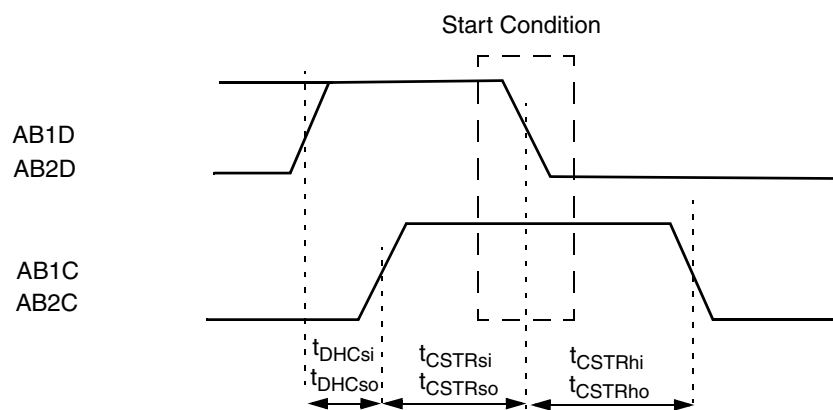 Start Condition
AB1D
AB2D
AB1C
AB2C
tDHCsi
tDHCso
tCSTRsi
tCSTRso
tCSTRhi
tCSTRho